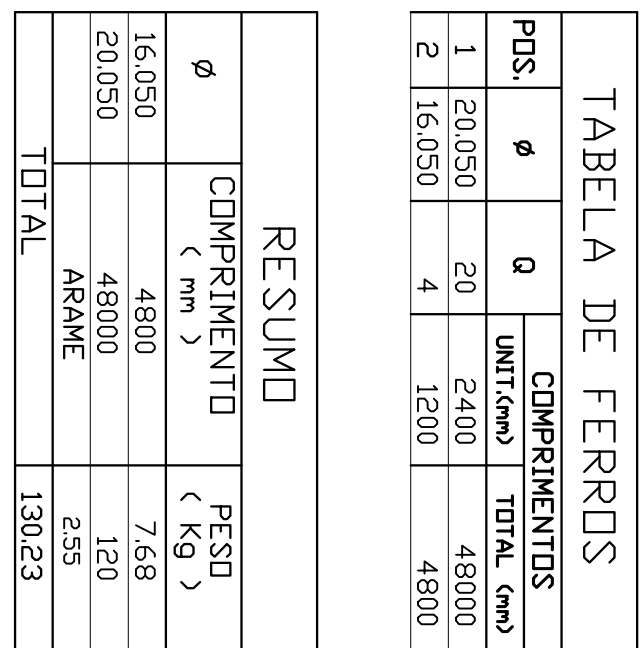 TABELA DE FERROS
POS. Ø Q COMPRIMENTOS
UNIT.(mm) TOTAL (mm)
1 20.050 20 2400 48000
2 16.050 4 1200 4800
RESUMO
Ø COMPRIMENTO PESO
( mm ) ( Kg )
16.050 4800 7.68
20.050 48000 120
ARAME 2.55
TOTAL 130.23